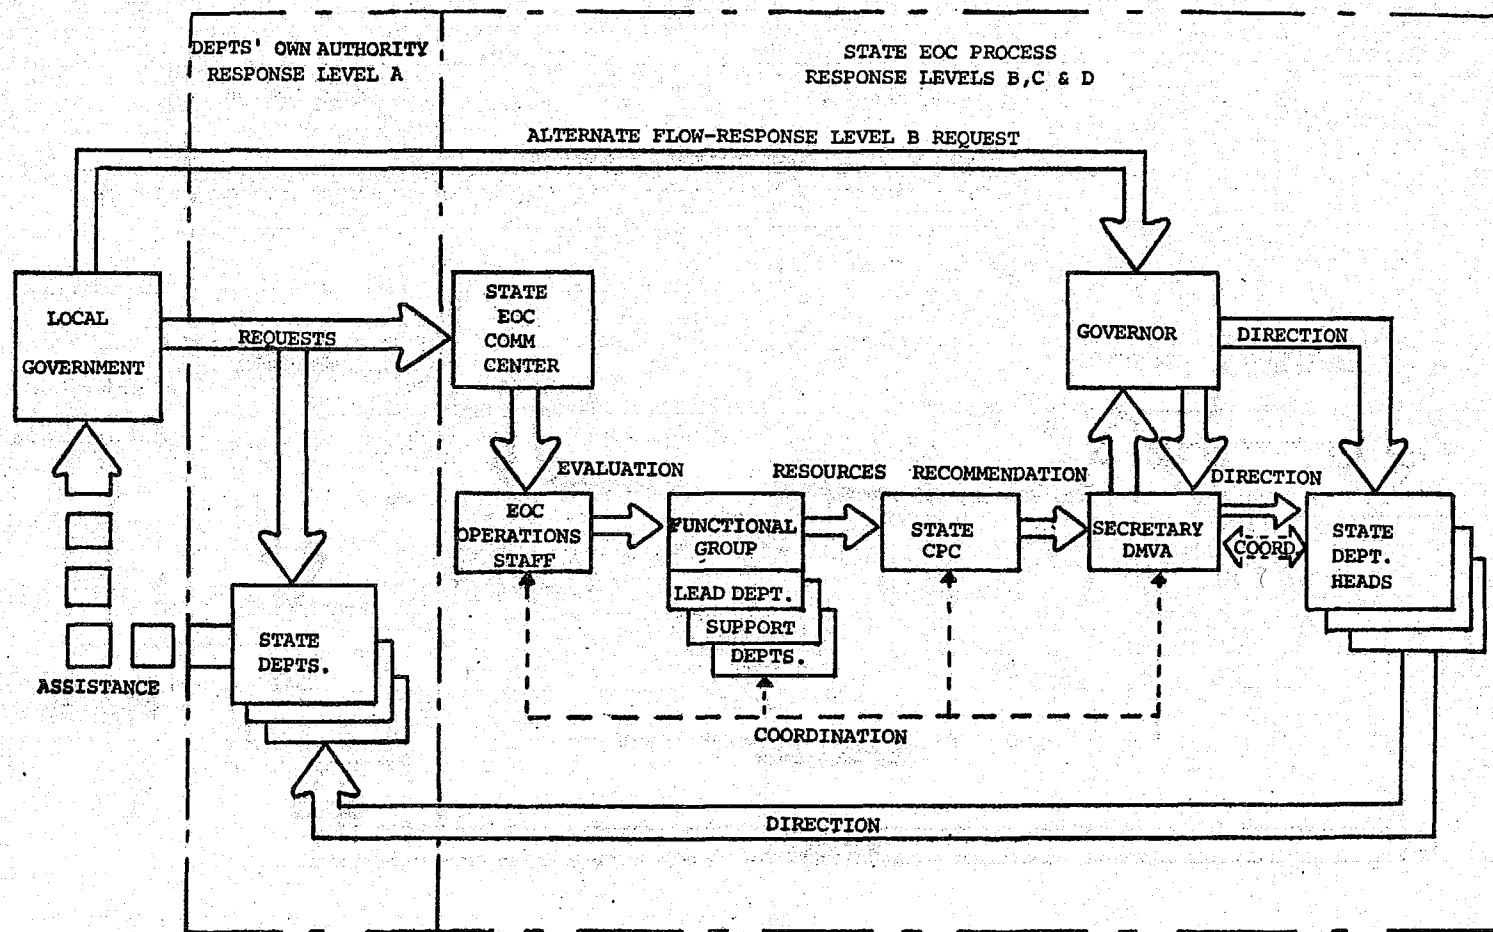 DEPTS' OWN AUTHORITY
RESPONSE LEVEL A
STATE EOC PROCESS
RESPONSE LEVELS B,C & D
ALTERNATE FLOW-RESPONSE LEVEL B REQUEST
LOCAL
GOVERNMENT
REQUESTS
STATE
EOC
COMM
CENTER
GOVERNOR
DIRECTION
EVALUATION
RESOURCES
RECOMMENDATION
DIRECTION
EOC
OPERATIONS
STAFF
FUNCTIONAL
GROUP
LEAD DEPT.
SUPPORT
DEPTS.
STATE
CPC
SECRETARY
DMVA
COORD.
STATE
DEPT.
HEADS
STATE
DEPTS.
ASSISTANCE
COORDINATION
DIRECTION